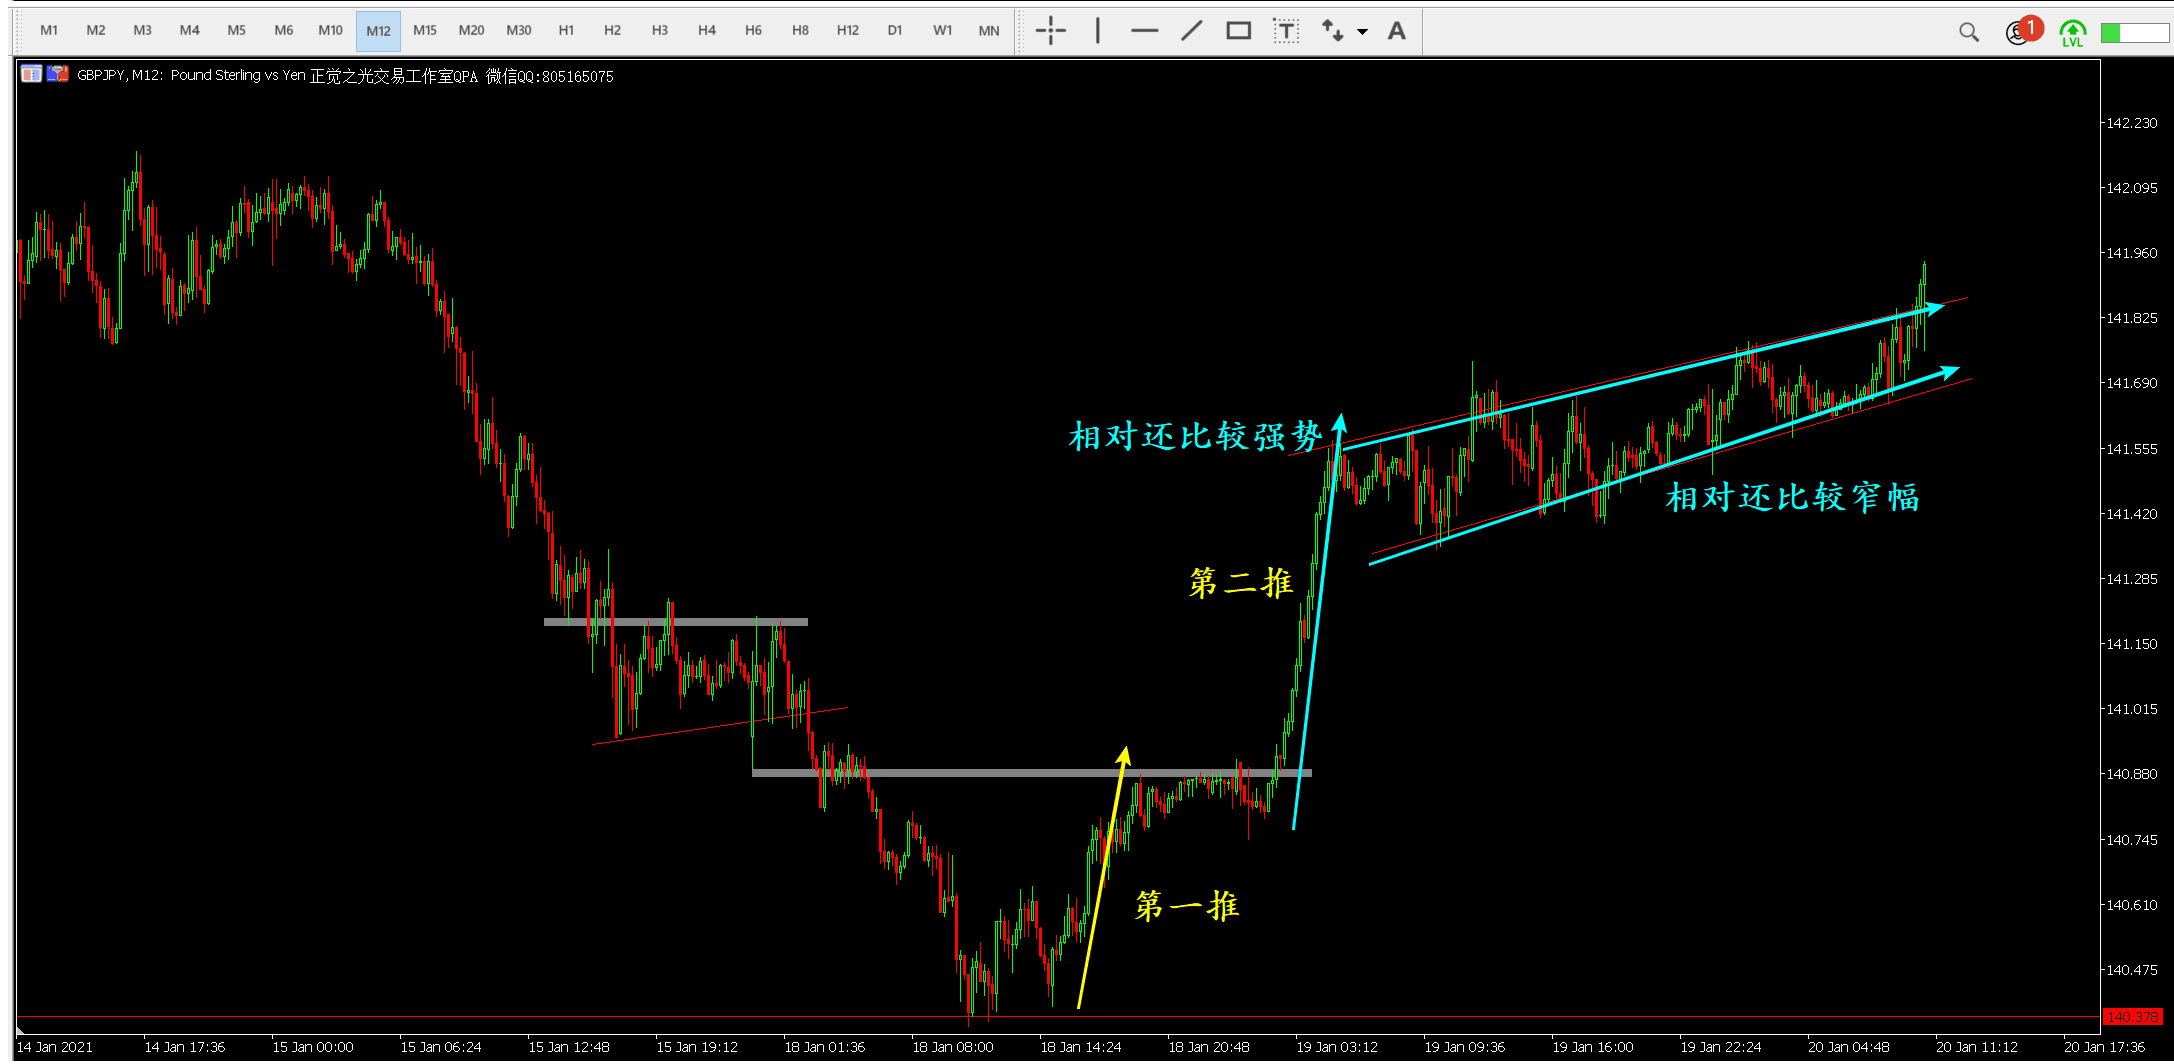 M1 M2 M3 M4 M5 M6 M10 M12 M15 M20 M30 H1 H2 H3 H4 H6 H8 H12 D1 W1 MN T A 1 LVL
GBPJPY, M12: Pound Sterling vs Yen 正觉之光交易工作室QPA 微信QQ:805165075
142.230
142.095
141.960
141.825
141.690
相对还比较强势
141.555
相对还比较窄幅
141.420
第二推
141.285
141.150
141.015
140.880
140.745
第一推
140.610
140.475
140.378
14 Jan 2021 14 Jan 17:36 15 Jan 00:00 15 Jan 06:24 15 Jan 12:48 15 Jan 19:12 18 Jan 01:36 18 Jan 08:00 18 Jan 14:24 18 Jan 20:48 19 Jan 03:12 19 Jan 09:36 19 Jan 16:00 19 Jan 22:24 20 Jan 04:48 20 Jan 11:12 20 Jan 17:36